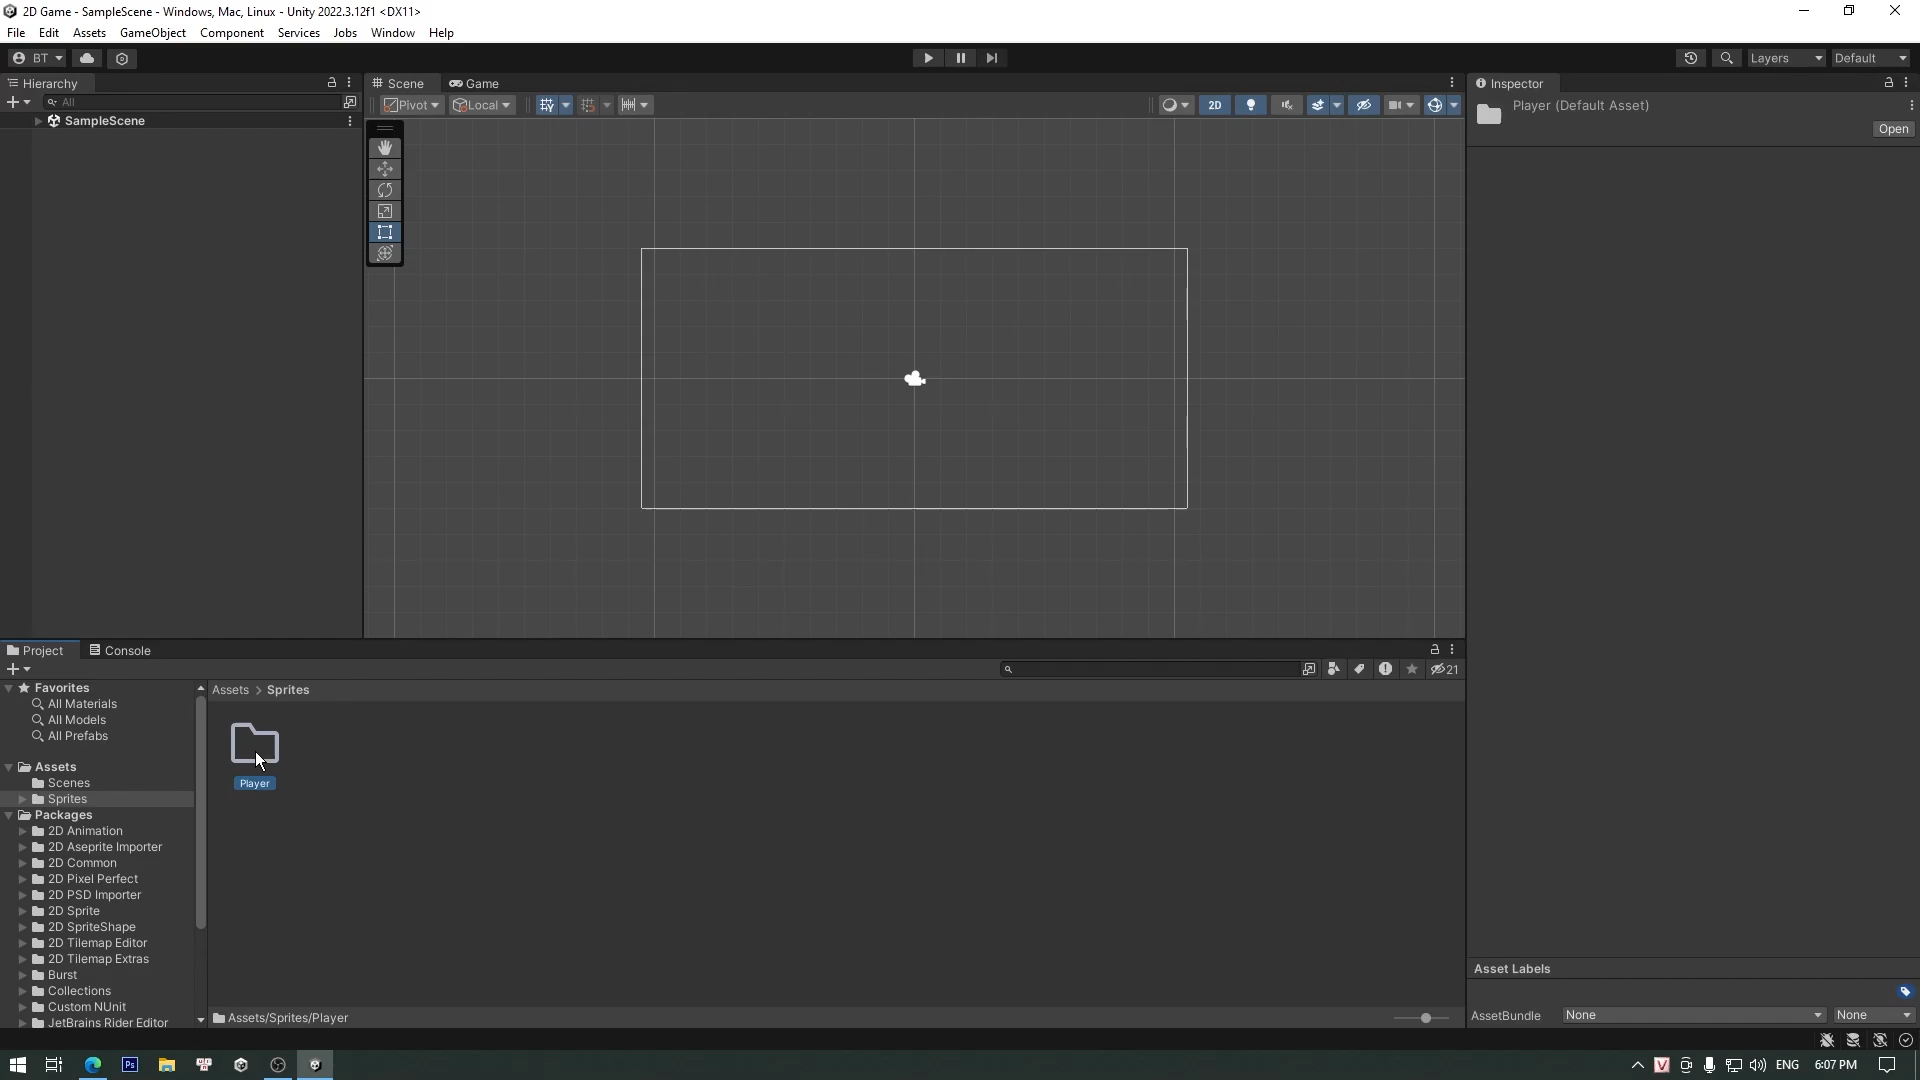 2D Game - SampleScene - Windows, Mac, Linux - Unity 2022.3.12f1 <DX11>
File Edit Assets GameObject Component Services Jobs Window Help
BT Layers Default
Hierarchy Scene Game Inspector
All Pivot Local 2D Player (Default Asset)
SampleScene
Open
Project Console
21
Favorites Assets > Sprites
All Materials
All Models
All Prefabs
Assets
Scenes
Player
Sprites
Packages
2D Animation
2D Aseprite Importer
2D Common
2D Pixel Perfect
2D PSD Importer
2D Sprite
2D SpriteShape
2D Tilemap Editor
2D Tilemap Extras
Burst
Collections
Custom NUnit
JetBrains Rider Editor
Assets/Sprites/Player
Asset Labels
AssetBundle None None
Ps V ENG 6:07 PM